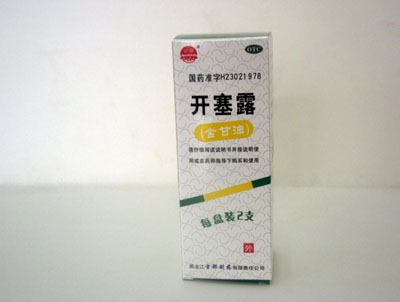 OTC
国药准字H23021978
开塞露
(含甘油)
请仔细阅读说明书并按说明使
用或在药师指导下购买和使用
每盒装2支
外